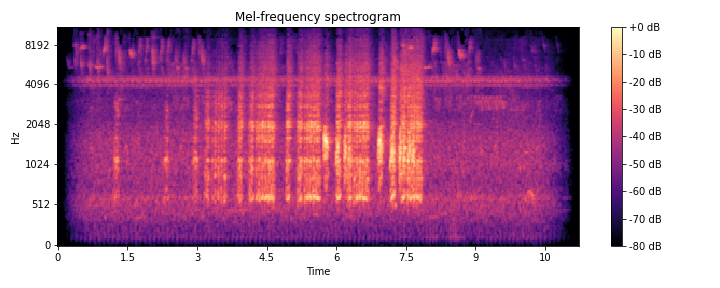 Mel-frequency spectrogram
Hz
8192
4096
2048
1024
512
0
0 1.5 3 4.5 6 7.5 9 10
Time
+0 dB
-10 dB
-20 dB
-30 dB
-40 dB
-50 dB
-60 dB
-70 dB
-80 dB